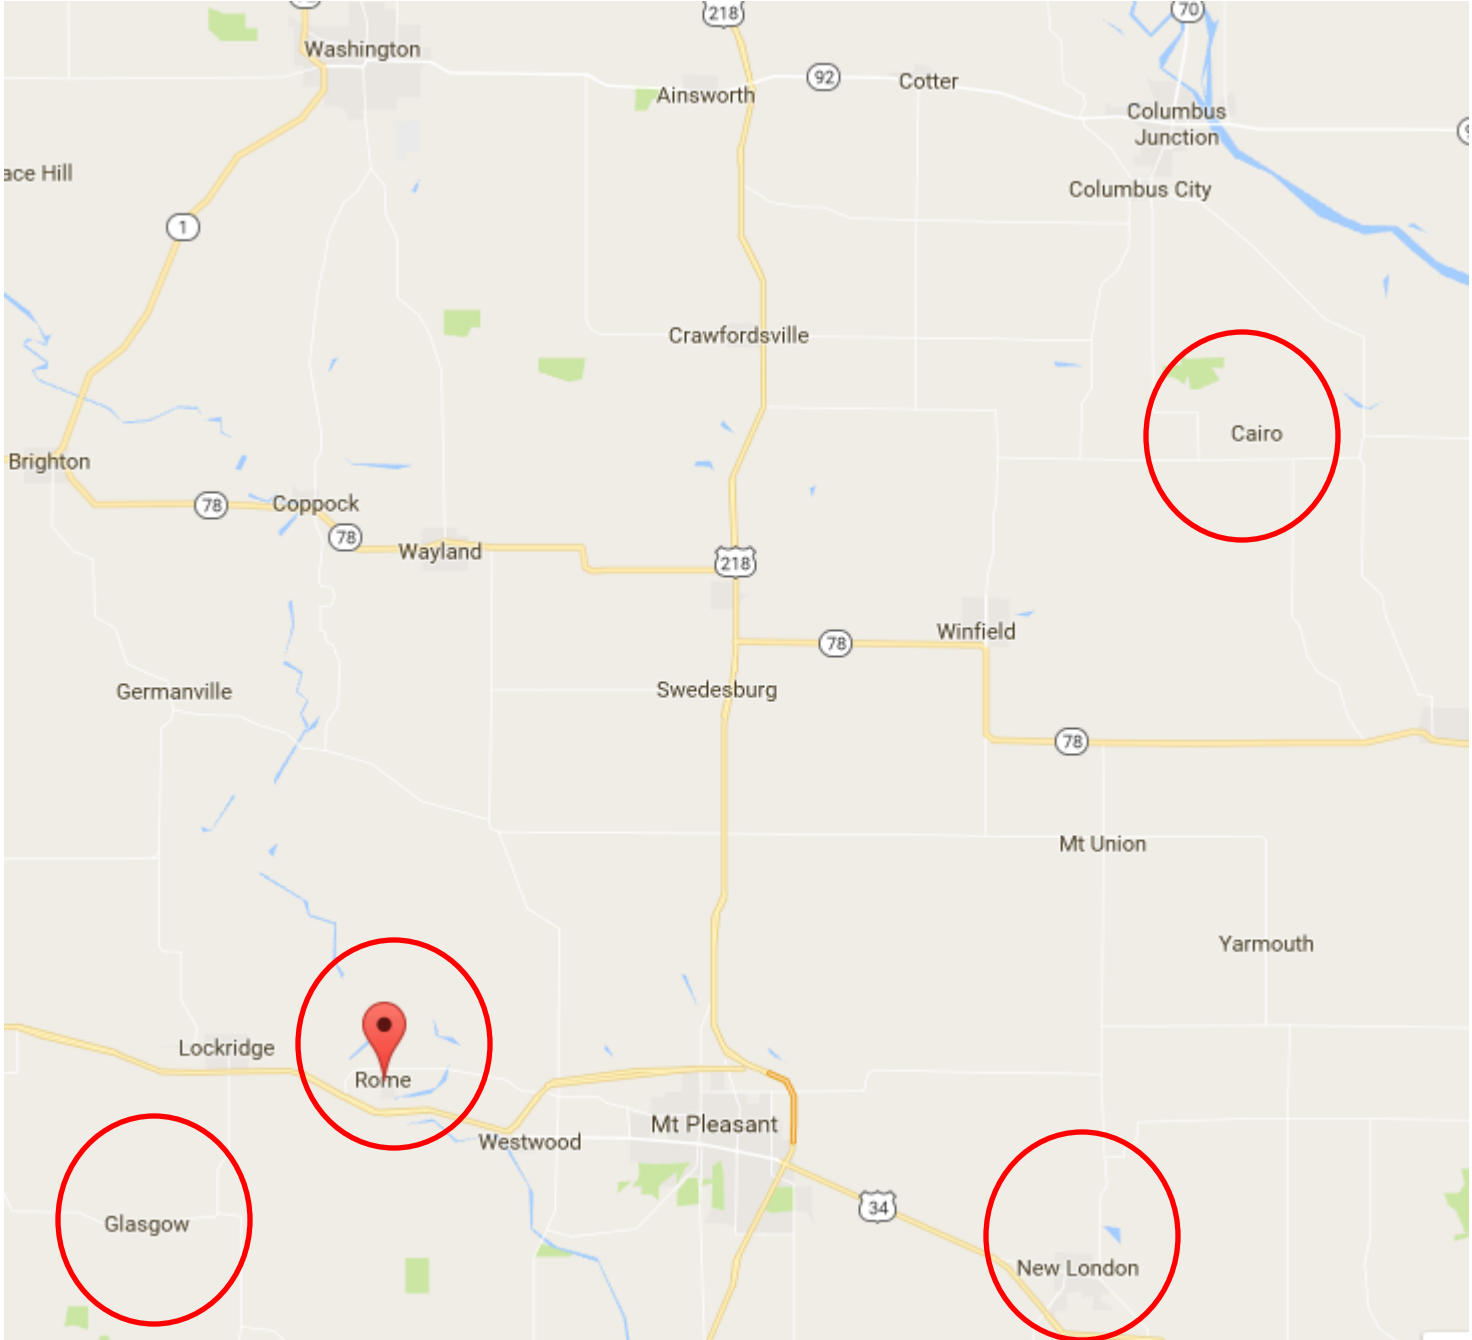 218
70
Washington
92
Cotter
Ainsworth
Columbus
Junction
ace Hill
Columbus City
1
Crawfordsville
Cairo
Brighton
78
Coppock
78
Wayland
218
Winfield
78
Germanville
Swedesburg
78
Mt Union
Yarmouth
Lockridge
Rome
Mt Pleasant
Westwood
34
Glasgow
New London